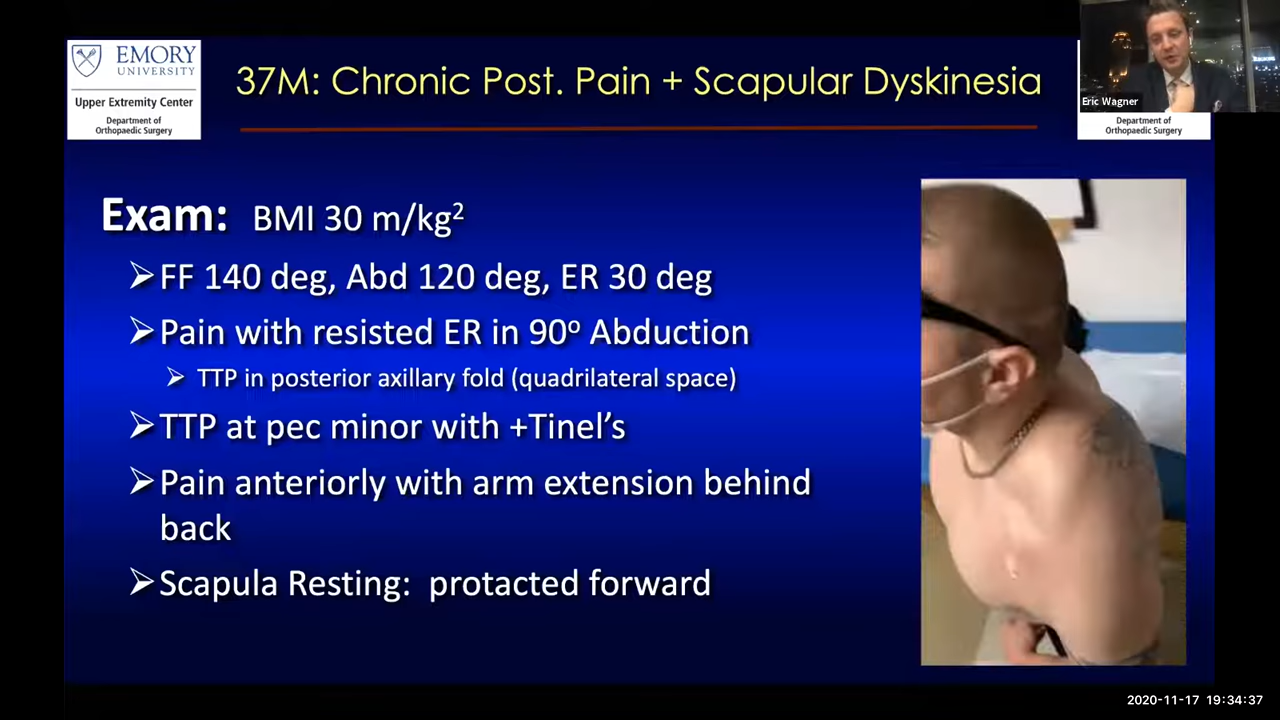 EMORY
UNIVERSITY
Upper Extremity Center
Department of
Orthopaedic Surgery
37M: Chronic Post. Pain + Scapular Dyskinesia
Eric Wagner
Department of
Orthopaedic Surgery
Exam: BMI 30 m/kg²
➢FF 140 deg, Abd 120 deg, ER 30 deg
➢Pain with resisted ER in 90º Abduction
➢ TTP in posterior axillary fold (quadrilateral space)
➢TTP at pec minor with +Tinel’s
➢Pain anteriorly with arm extension behind
back
➢Scapula Resting: protacted forward
2020-11-17 19:34:37